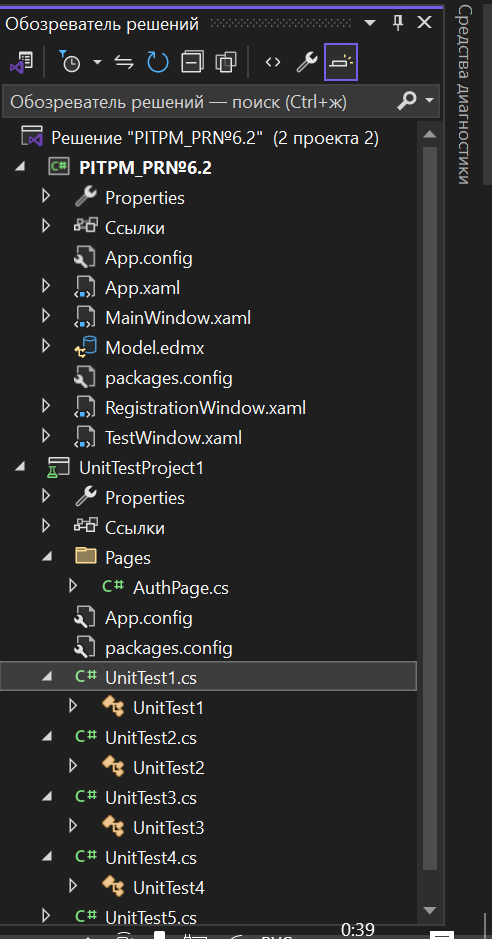 Обозреватель решений
Обозреватель решений — поиск (Ctrl+ж)
Решение "PITPM_PR№6.2" (2 проекта 2)
C# PITPM_PR№6.2
Properties
Ссылки
App.config
App.xaml
MainWindow.xaml
Model.edmx
packages.config
RegistrationWindow.xaml
TestWindow.xaml
UnitTestProject1
Properties
Ссылки
Pages
C# AuthPage.cs
App.config
packages.config
C# UnitTest1.cs
UnitTest1
C# UnitTest2.cs
UnitTest2
C# UnitTest3.cs
UnitTest3
C# UnitTest4.cs
UnitTest4
C# UnitTest5.cs
0:39
Средства диагностики